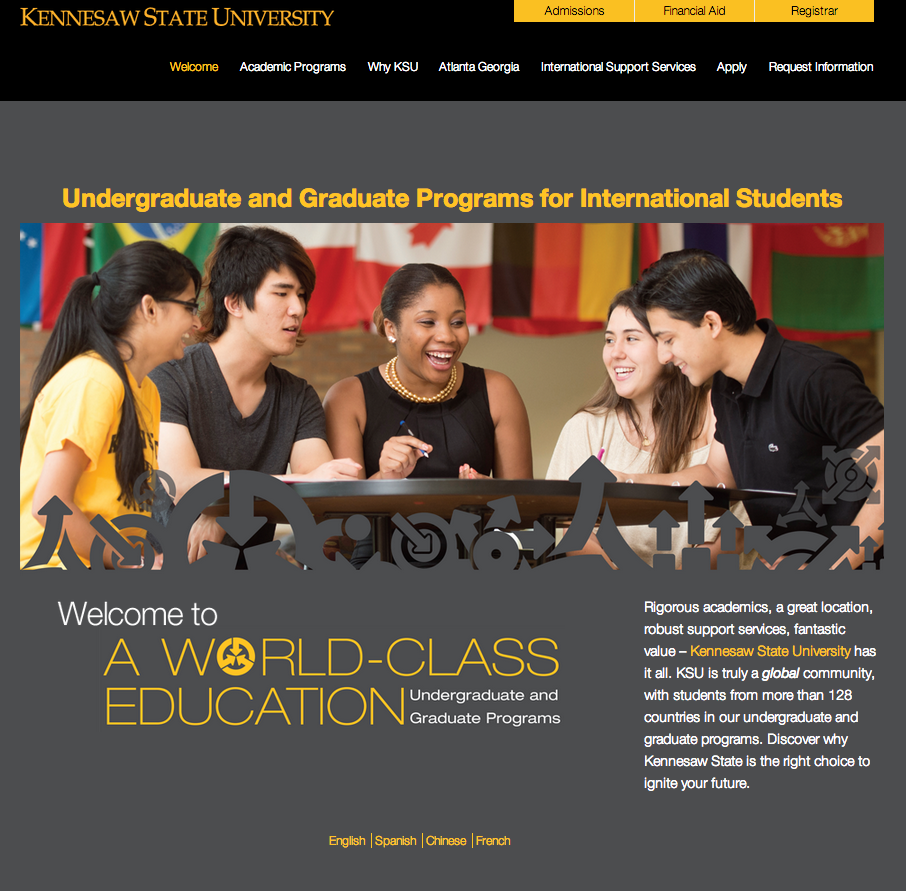 KENNESAW STATE UNIVERSITY
Admissions
Financial Aid
Registrar
Welcome
Academic Programs
Why KSU
Atlanta Georgia
International Support Services
Apply
Request Information
Undergraduate and Graduate Programs for International Students
Welcome to
A WORLD-CLASS
EDUCATION
Undergraduate and
Graduate Programs
Rigorous academics, a great location,
robust support services, fantastic
value – Kennesaw State University has
it all. KSU is truly a global community,
with students from more than 128
countries in our undergraduate and
graduate programs. Discover why
Kennesaw State is the right choice to
ignite your future.
English | Spanish | Chinese | French